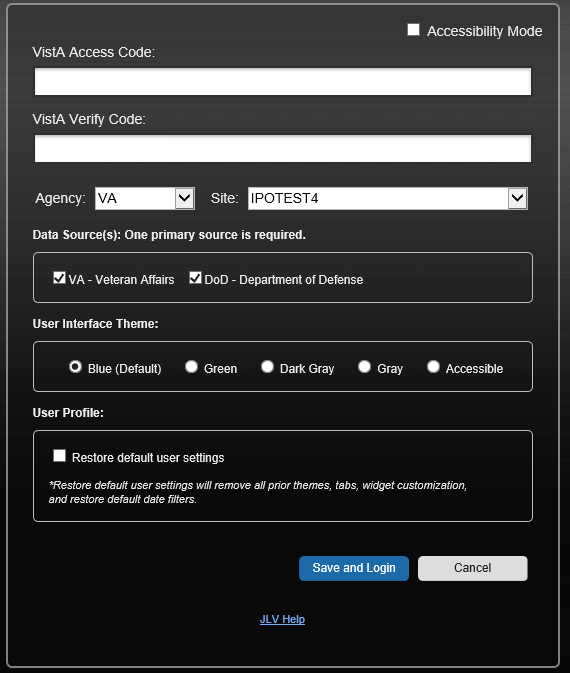 Accessibility Mode
VistA Access Code:
VistA Verify Code:
Agency: VA Site: IPOTEST4
Data Source(s): One primary source is required.
VA - Veteran Affairs DoD - Department of Defense
User Interface Theme:
Blue (Default) Green Dark Gray Gray Accessible
User Profile:
Restore default user settings
*Restore default user settings will remove all prior themes, tabs, widget customization,
and restore default date filters.
Save and Login Cancel
JLV Help